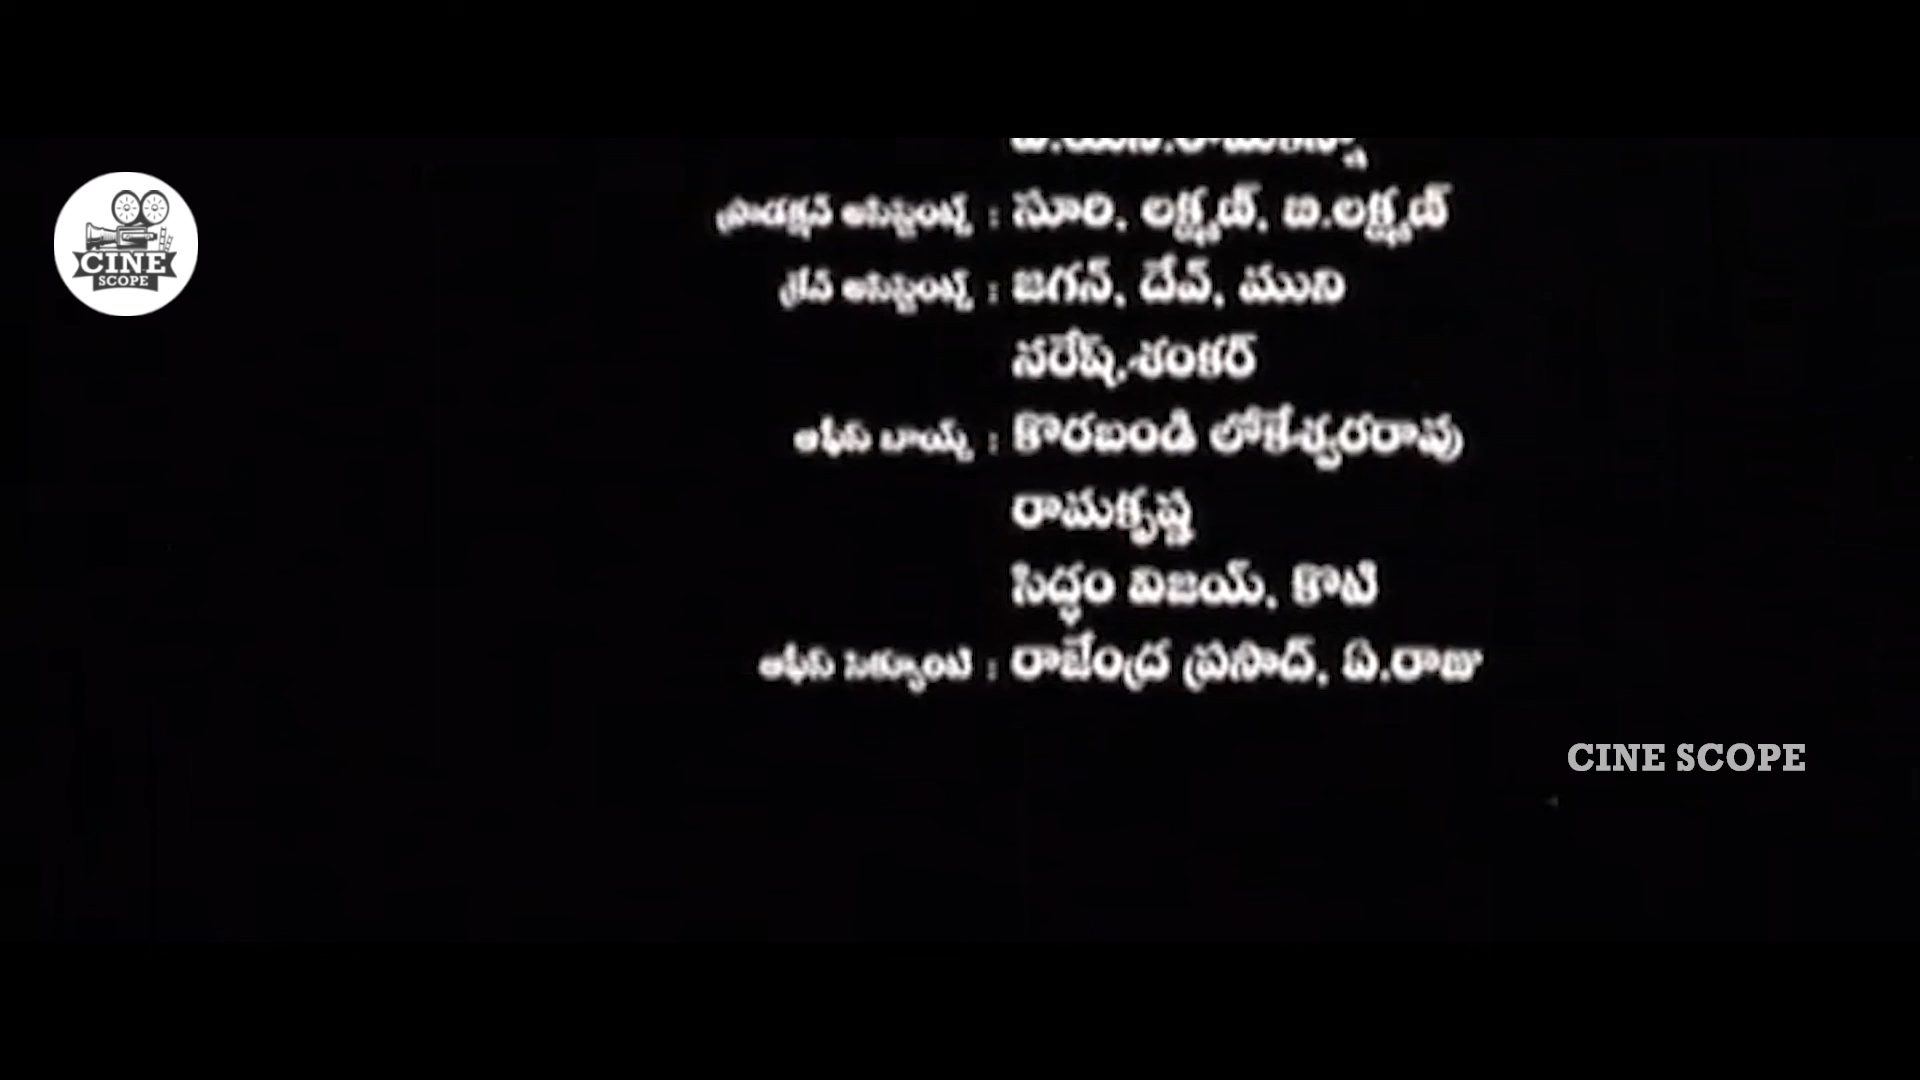 ప్రొడక్షన్ అసిస్టెంట్స్ : సూరి, లక్ష్మణ్, ఐ.లక్ష్మణ్
క్రేన్ అసిస్టెంట్స్ : జగన్, దేవ్, ముని
నరేష్,శంకర్
ఆఫీస్ బాయ్స్ : కొరబండి లోకేశ్వరరావు
రామకృష్ణ
సిద్ధం విజయ్, కోటి
ఆఫీస్ సెక్యూరిటీ : రాజేంద్ర ప్రసాద్, ఏ.రాజు
CINE
SCOPE
CINE SCOPE